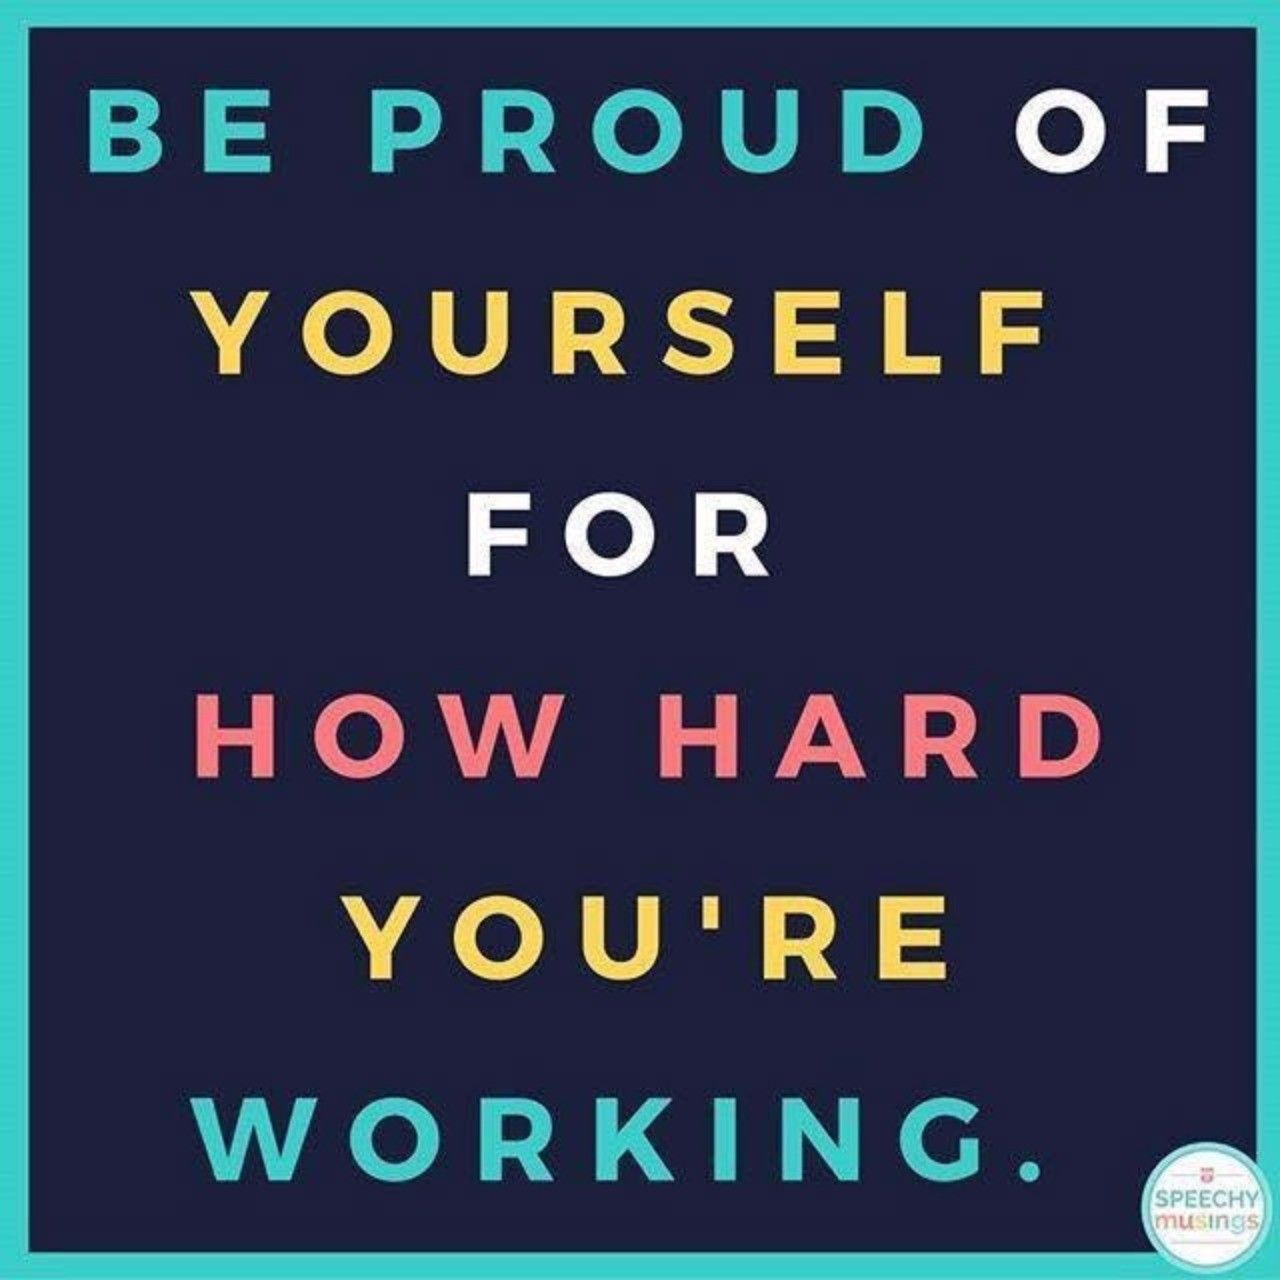 BE PROUD OF
YOURSELF
FOR
HOW HARD
YOU'RE
WORKING.
SPEECHY
musings